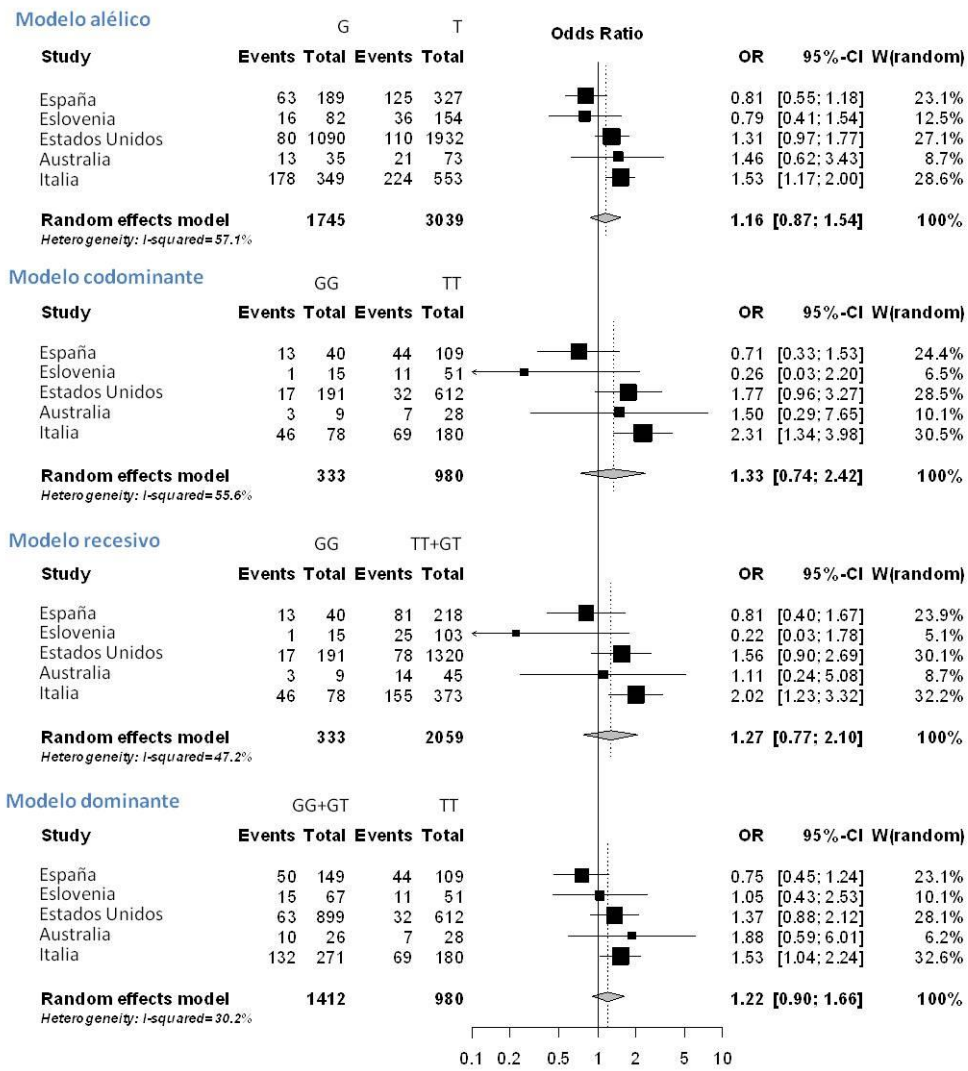 Modelo alélico G T Odds Ratio
Study Events Total Events Total OR 95%-CI W(random)
España 63 189 125 327 0.81 [0.55; 1.18] 23.1%
Eslovenia 16 82 36 154 0.79 [0.41; 1.54] 12.5%
Estados Unidos 80 1090 110 1932 1.31 [0.97; 1.77] 27.1%
Australia 13 35 21 73 1.46 [0.62; 3.43] 8.7%
Italia 178 349 224 553 1.53 [1.17; 2.00] 28.6%
Random effects model 1745 3039 1.16 [0.87; 1.54] 100%
Heterogeneity: I-squared=57.1%
Modelo codominante GG TT
Study Events Total Events Total OR 95%-CI W(random)
España 13 40 44 109 0.71 [0.33; 1.53] 24.4%
Eslovenia 1 15 11 51 0.26 [0.03; 2.20] 6.5%
Estados Unidos 17 191 32 612 1.77 [0.96; 3.27] 28.5%
Australia 3 9 7 28 1.50 [0.29; 7.65] 10.1%
Italia 46 78 69 180 2.31 [1.34; 3.98] 30.5%
Random effects model 333 980 1.33 [0.74; 2.42] 100%
Heterogeneity: I-squared=55.6%
Modelo recesivo GG TT+GT
Study Events Total Events Total OR 95%-CI W(random)
España 13 40 81 218 0.81 [0.40; 1.67] 23.9%
Eslovenia 1 15 25 103 0.22 [0.03; 1.78] 5.1%
Estados Unidos 17 191 78 1320 1.56 [0.90; 2.69] 30.1%
Australia 3 9 14 45 1.11 [0.24; 5.08] 8.7%
Italia 46 78 155 373 2.02 [1.23; 3.32] 32.2%
Random effects model 333 2059 1.27 [0.77; 2.10] 100%
Heterogeneity: I-squared=47.2%
Modelo dominante GG+GT TT
Study Events Total Events Total OR 95%-CI W(random)
España 50 149 44 109 0.75 [0.45; 1.24] 23.1%
Eslovenia 15 67 11 51 1.05 [0.43; 2.53] 10.1%
Estados Unidos 63 899 32 612 1.37 [0.88; 2.12] 28.1%
Australia 10 26 7 28 1.88 [0.59; 6.01] 6.2%
Italia 132 271 69 180 1.53 [1.04; 2.24] 32.6%
Random effects model 1412 980 1.22 [0.90; 1.66] 100%
Heterogeneity: I-squared=30.2%
0.1 0.2 0.5 1 2 5 10